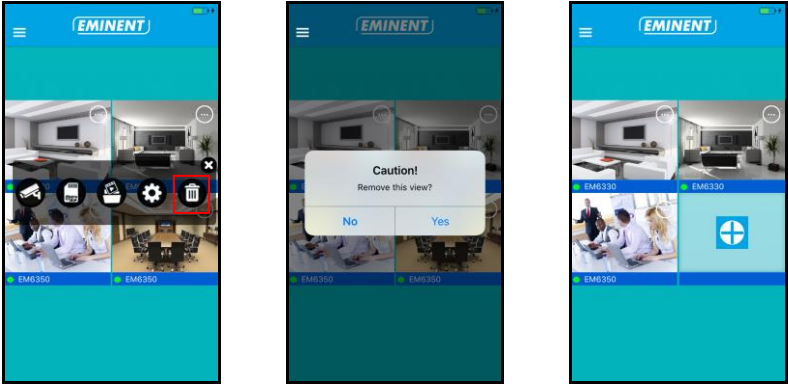 EMINENT
EM6350 EM6350
EMINENT
Caution!
Remove this view?
No Yes
EM6350 EM6350
EMINENT
EM6330 EM6330
EM6350